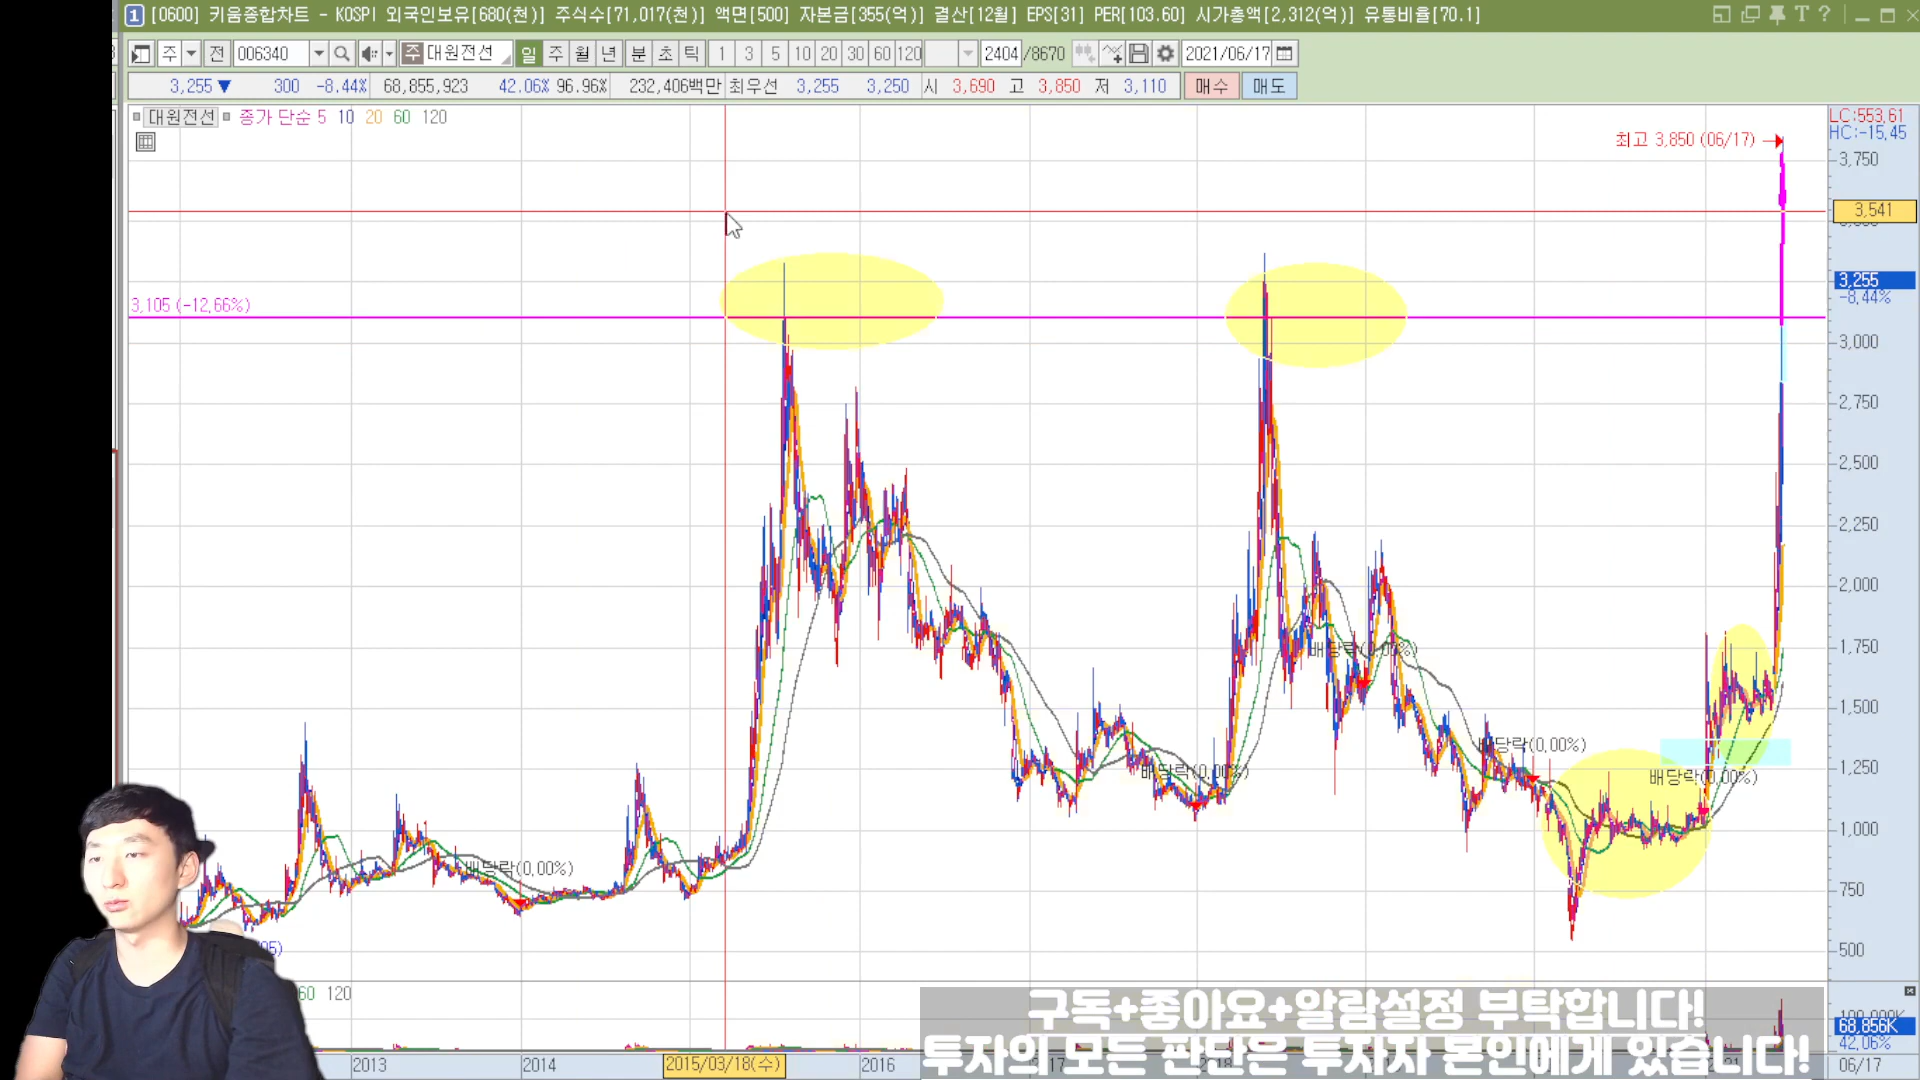 1 [0600] 키움종합차트 - KOSPI 외국인보유[680(천)] 주식수[71,017(천)] 액면[500] 자본금[355(억)] 결산[12월] EPS[31] PER[103.60] 시가총액[2,312(억)] 유통비율[70.1]
주 전 006340 주 대원전선 일 주 월 년 분 초 틱 1 3 5 10 20 30 60 120 2404 /8670 2021/06/17
3,255 ▼ 300 -8.44% 68,855,923 42.06% 96.96% 232,406백만 최우선 3,255 3,250 시 3,690 고 3,850 저 3,110 매수 매도
대원전선 종가 단순 5 10 20 60 120
LC:553.61
HC:-15.45
최고 3,850 (06/17)
3,750
3,541
3,105 (-12.66%)
3,255
-8.44%
3,000
2,750
2,500
2,250
2,000
1,750
배당락(0.00%)
1,500
배당락(0.00%)
배당락(0.00%)
1,250
배당락(0.00%)
1,000
배당락(0.00%)
750
500
60 120
구독+좋아요+알람설정 부탁합니다!
68,856K
42.06%
투자의 모든 판단은 투자자 본인에게 있습니다!
2013 2014 2015/03/18(수) 2016 06/17